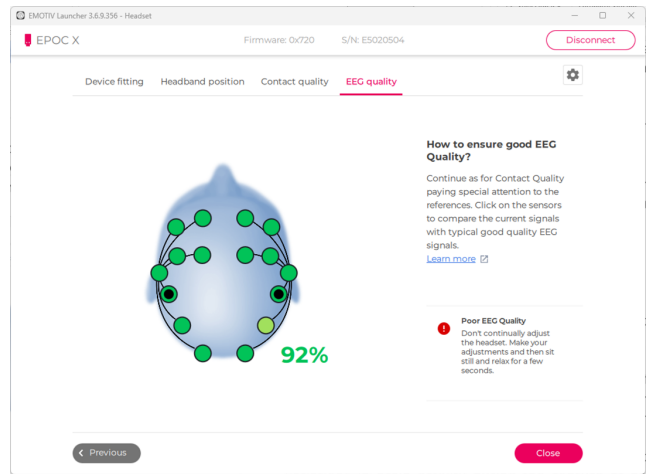 EMOTIV Launcher 3.6.9.356 - Headset
EPOC X
Firmware: 0x720
S/N: E5020504
Disconnect
Device fitting
Headband position
Contact quality
EEG quality
How to ensure good EEG
Quality?
Continue as for Contact Quality
paying special attention to the
references. Click on the sensors
to compare the current signals
with typical good quality EEG
signals.
Learn more
92%
Poor EEG Quality
Don't continually adjust
the headset. Make your
adjustments and then sit
still and relax for a few
seconds.
Previous
Close